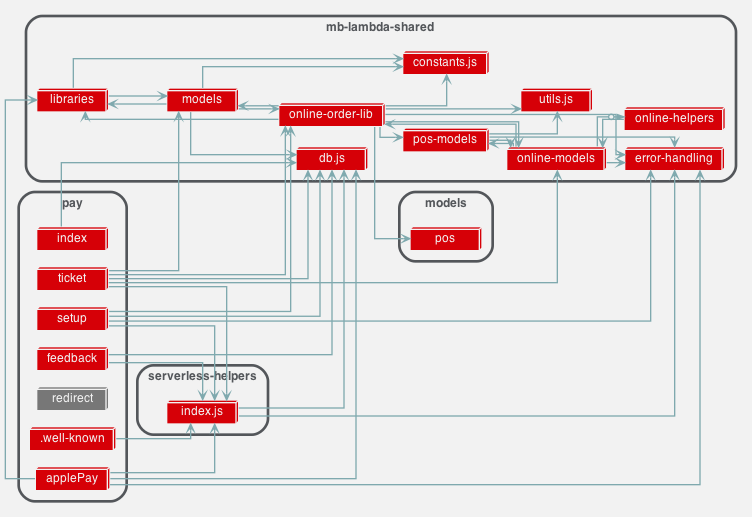 mb-lambda-shared
constants.js
libraries
models
utils.js
online-order-lib
online-helpers
pos-models
db.js
online-models
error-handling
pay
models
index
pos
ticket
setup
feedback
serverless-helpers
redirect
index.js
.well-known
applePay